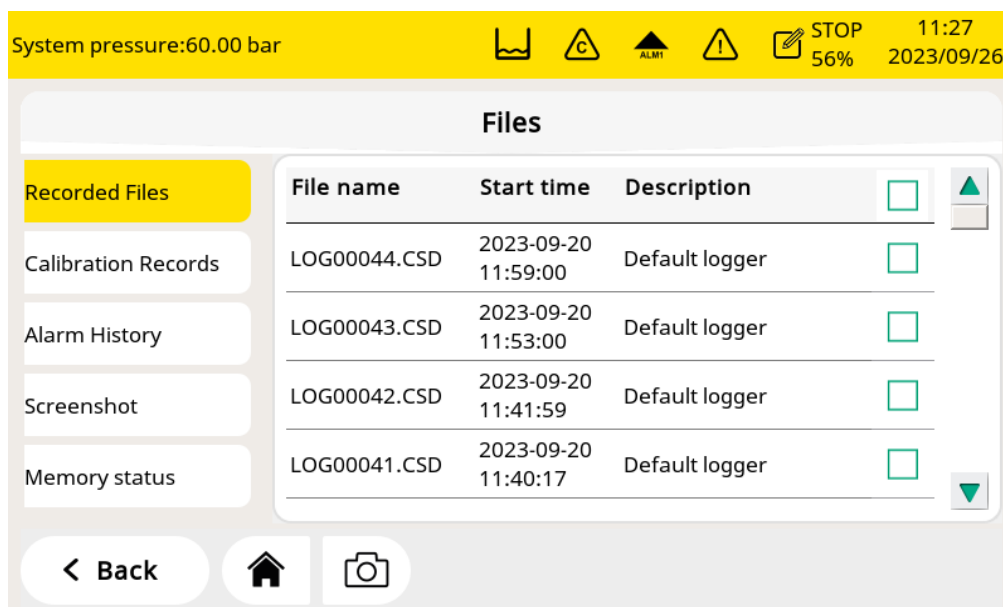 System pressure:60.00 bar
C
ALM1
!
STOP
56%
11:27
2023/09/26
Files
Recorded Files
Calibration Records
Alarm History
Screenshot
Memory status
File name Start time Description
LOG00044.CSD 2023-09-20 11:59:00 Default logger
LOG00043.CSD 2023-09-20 11:53:00 Default logger
LOG00042.CSD 2023-09-20 11:41:59 Default logger
LOG00041.CSD 2023-09-20 11:40:17 Default logger
Back